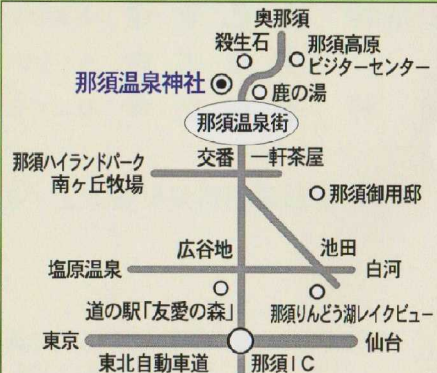 奥那須
殺生石
那須高原
ビジターセンター
那須温泉神社
鹿の湯
那須温泉街
那須ハイランドパーク
南ヶ丘牧場
交番
一軒茶屋
那須御用邸
広谷地
池田
塩原温泉
白河
道の駅「友愛の森」
那須りんどう湖レイクビュー
東京
仙台
東北自動車道
那須IC